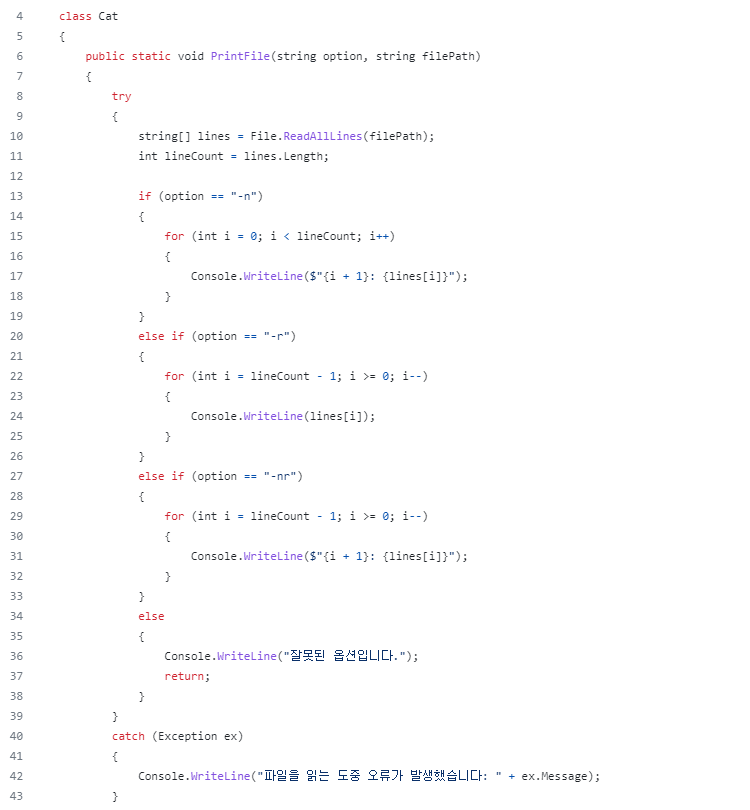 4 class Cat
5 {
6 public static void PrintFile(string option, string filePath)
7 {
8 try
9 {
10 string[] lines = File.ReadAllLines(filePath);
11 int lineCount = lines.Length;
12
13 if (option == "-n")
14 {
15 for (int i = 0; i < lineCount; i++)
16 {
17 Console.WriteLine($"{i + 1}: {lines[i]}");
18 }
19 }
20 else if (option == "-r")
21 {
22 for (int i = lineCount - 1; i >= 0; i--)
23 {
24 Console.WriteLine(lines[i]);
25 }
26 }
27 else if (option == "-nr")
28 {
29 for (int i = lineCount - 1; i >= 0; i--)
30 {
31 Console.WriteLine($"{i + 1}: {lines[i]}");
32 }
33 }
34 else
35 {
36 Console.WriteLine("잘못된 옵션입니다.");
37 return;
38 }
39 }
40 catch (Exception ex)
41 {
42 Console.WriteLine("파일을 읽는 도중 오류가 발생했습니다: " + ex.Message);
43 }